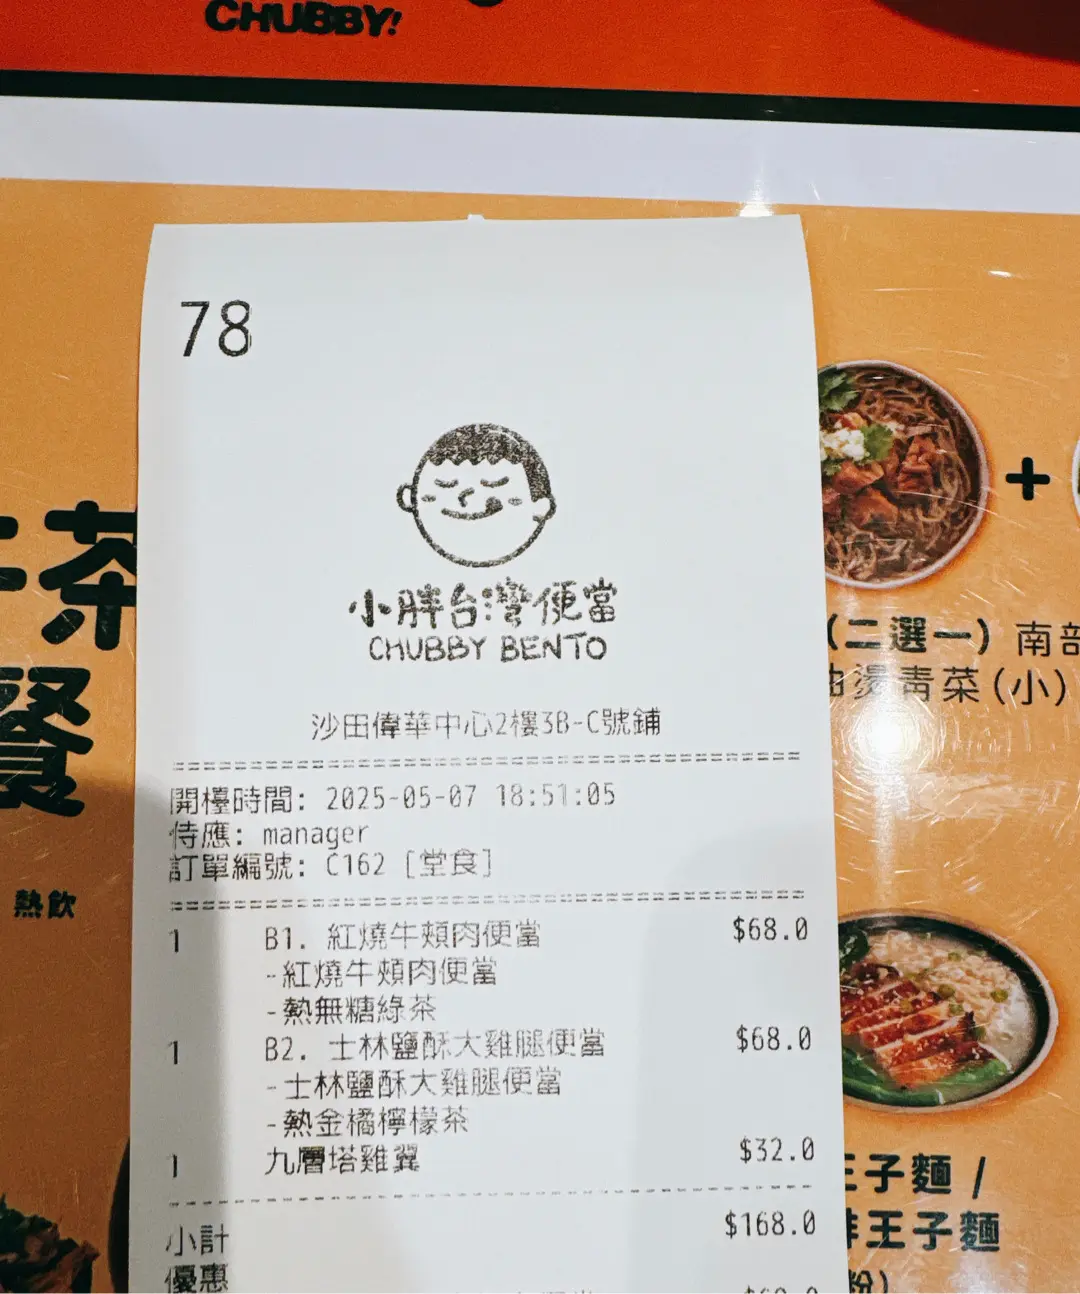 CHUBBY!
78
小胖台灣便當
CHUBBY BENTO
沙田偉華中心2樓3B-C號鋪
開檯時間: 2025-05-07 18:51:05
侍應: manager
訂單編號: C162 [堂食]
1 B1. 紅燒牛頰肉便當 $68.0
-紅燒牛頰肉便當
-熱無糖綠茶
1 B2. 士林鹽酥大雞腿便當 $68.0
-士林鹽酥大雞腿便當
-熱金橘檸檬茶
1 九層塔雞翼 $32.0
小計 $168.0
優惠
茶
餐
熱飲
+
(二選一) 南部
油燙青菜(小)
王子麵 /
排王子麵
粉)